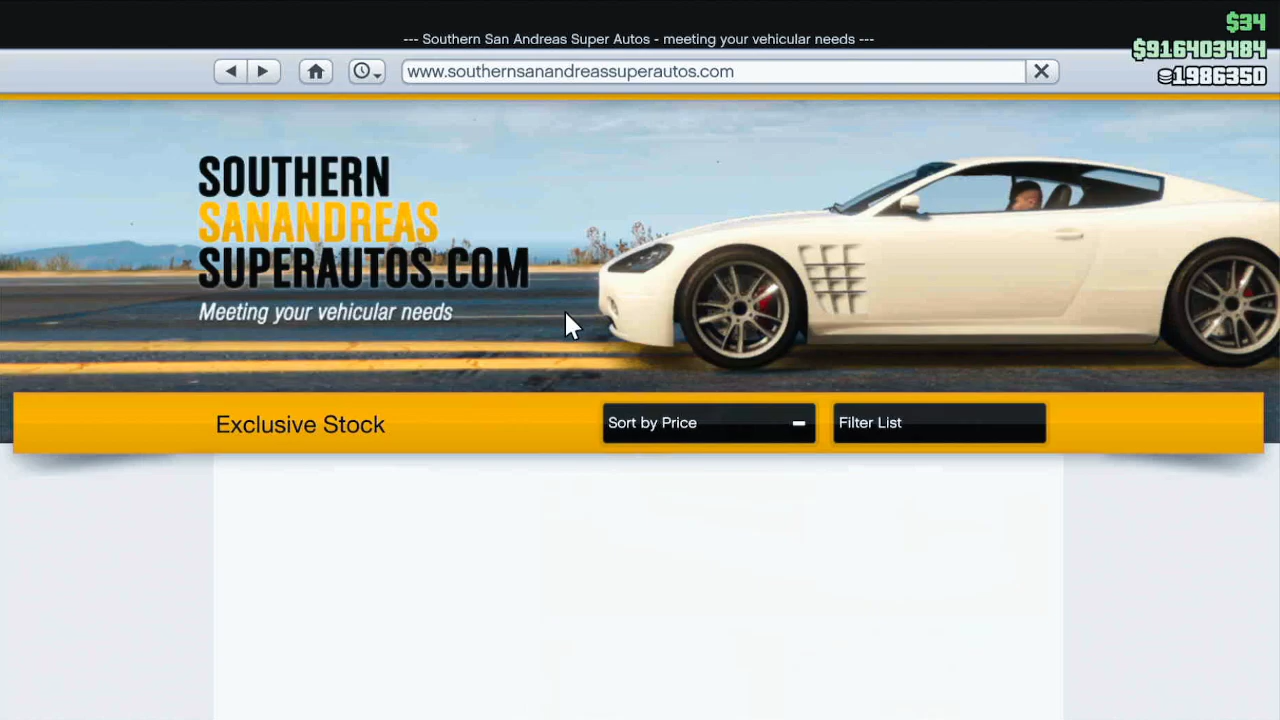 $34
--- Southern San Andreas Super Autos - meeting your vehicular needs ---
$916403484
www.southernsanandreassuperautos.com
1986350
SOUTHERN
SANANDREAS
SUPERAUTOS.COM
Meeting your vehicular needs
Exclusive Stock
Sort by Price
Filter List